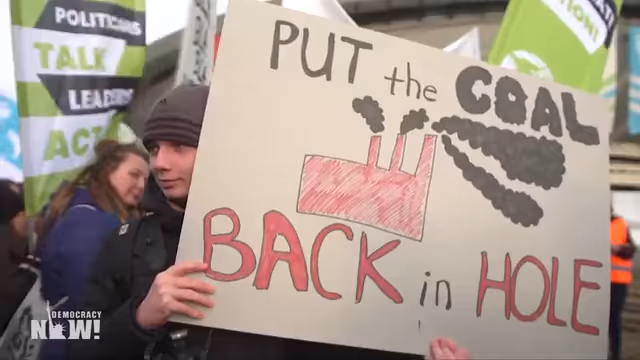 POLITICIANS
TALK
LEADERS
ACT
PUT the COAL
BACK in HOLE
DEMOCRACY
NOW!